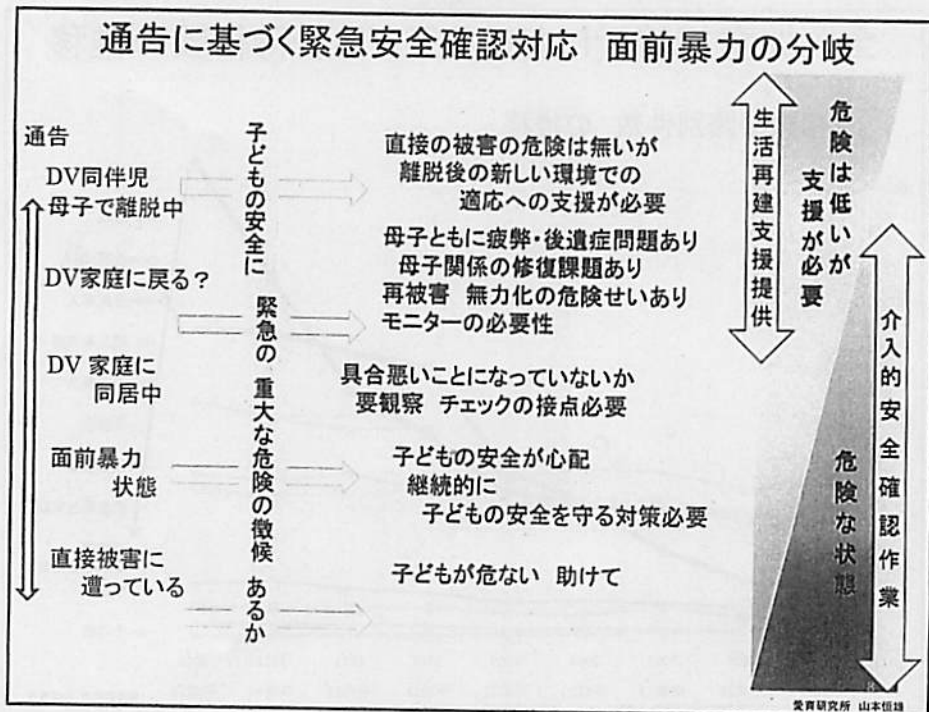 通告に基づく緊急安全確認対応 面前暴力の分岐
通告
DV同伴児
母子で離脱中
DV家庭に戻る?
DV 家庭に
同居中
面前暴力
状態
直接被害に
遭っている
子どもの安全に
緊急の 重大な危険の徴候
あるか
直接の被害の危険は無いが
離脱後の新しい環境での
適応への支援が必要
母子ともに疲弊・後遺症問題あり
母子関係の修復課題あり
再被害 無力化の危険せいあり
モニターの必要性
具合悪いことになっていないか
要観察 チェックの接点必要
子どもの安全が心配
継続的に
子どもの安全を守る対策必要
子どもが危ない 助けて
生活再建支援提供
危険は低いが
支援が必要
危険な状態
介入的安全確認作業
愛育研究所 山本恒雄